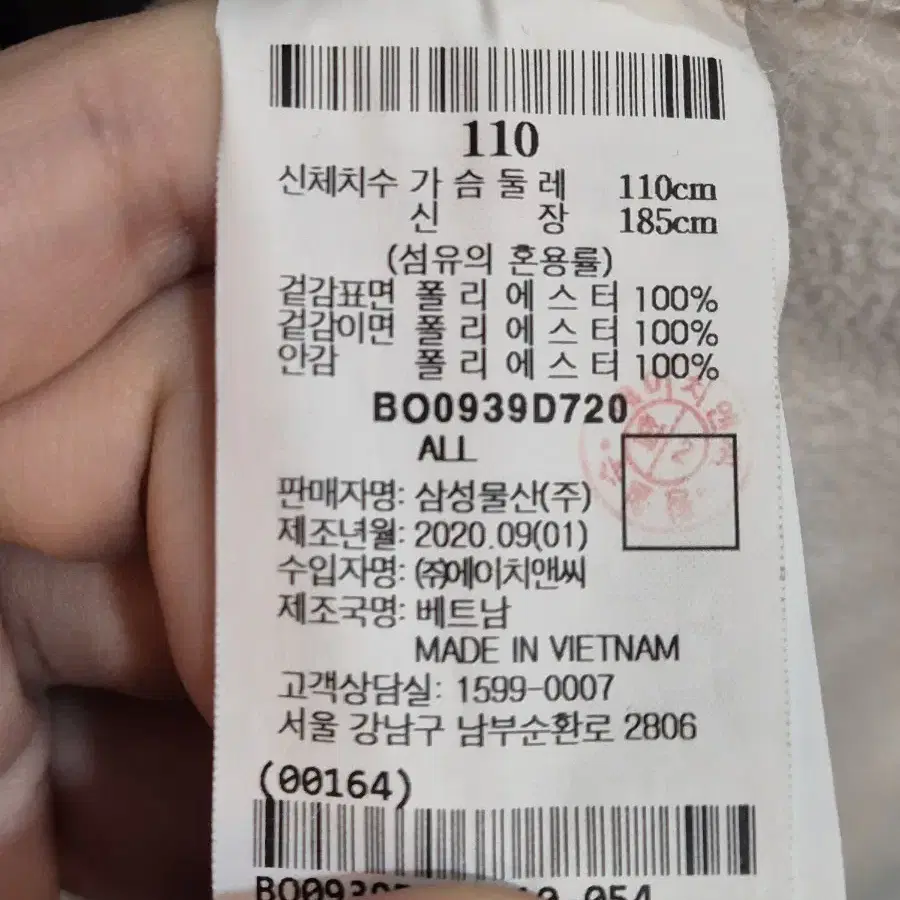 110
신체치수 가 슴 둘 레 110cm
신 장 185cm
(섬유의 혼용률)
겉감표면 폴 리 에 스 터 100%
겉감이면 폴 리 에 스 터 100%
안감 폴 리 에 스 터 100%
BO0939D720
ALL
판매자명: 삼성물산(주)
제조년월: 2020.09(01)
수입자명: ㈜에이치앤씨
제조국명: 베트남
MADE IN VIETNAM
고객상담실: 1599-0007
서울 강남구 남부순환로 2806
(00164)